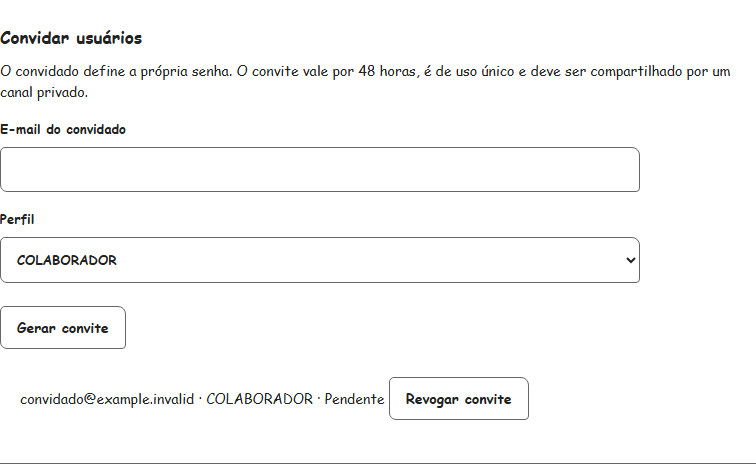 Convidar usuários
O convidado define a própria senha. O convite vale por 48 horas, é de uso único e deve ser compartilhado por um
canal privado.
E-mail do convidado
Perfil
COLABORADOR
Gerar convite
convidado@example.invalid · COLABORADOR · Pendente Revogar convite